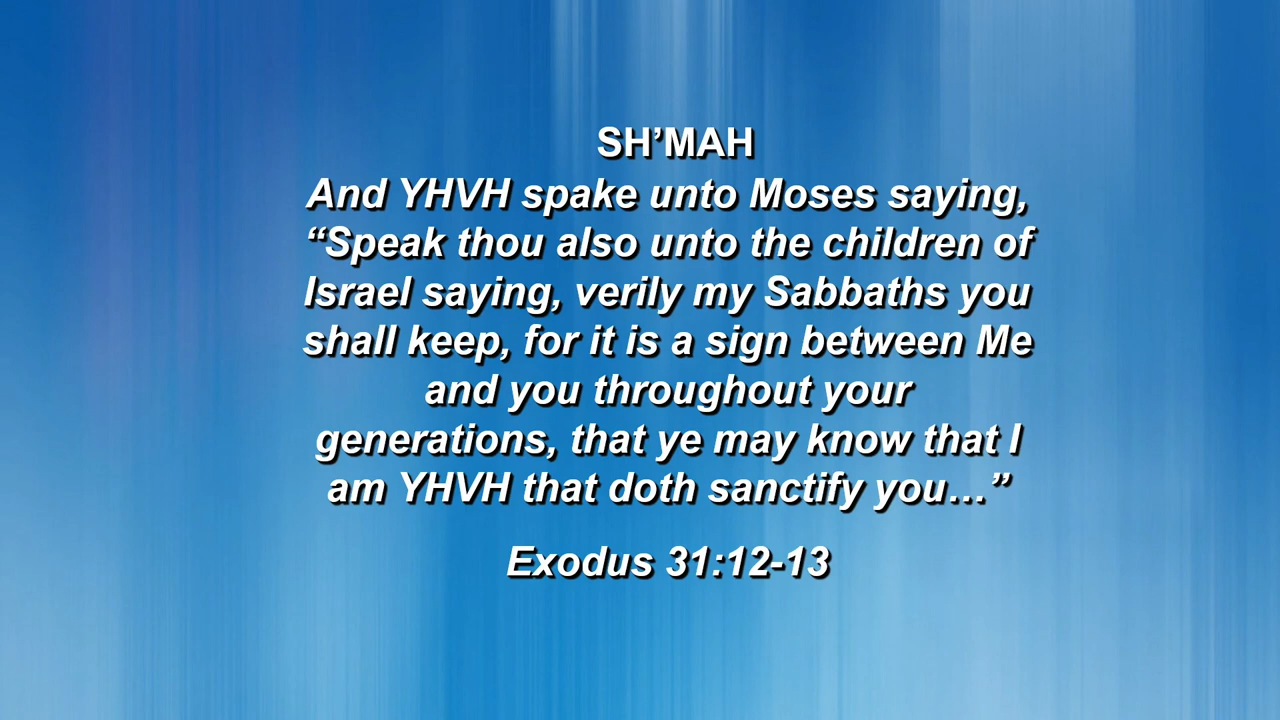 SH’MAH
And YHVH spake unto Moses saying,
“Speak thou also unto the children of
Israel saying, verily my Sabbaths you
shall keep, for it is a sign between Me
and you throughout your
generations, that ye may know that I
am YHVH that doth sanctify you…”
Exodus 31:12-13